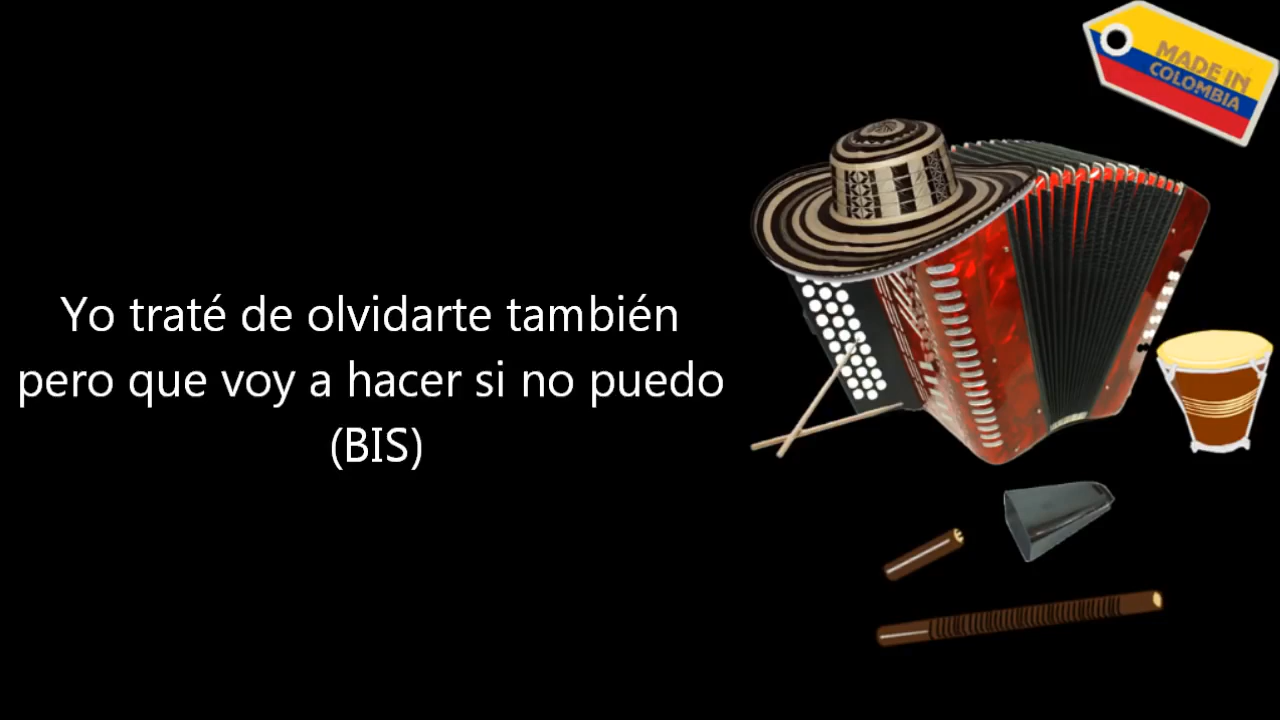 MADE IN
COLOMBIA
Yo traté de olvidarte también
pero que voy a hacer si no puedo
(BIS)